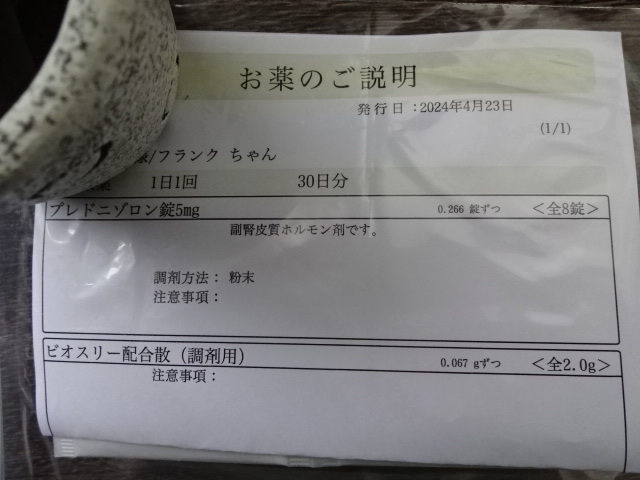 お薬のご説明
発行日：2024年4月23日
(1/1)
様/フランク ちゃん
1日1回 30日分
プレドニゾロン錠5mg 0.266 錠ずつ ＜全8錠＞
副腎皮質ホルモン剤です。
調剤方法： 粉末
注意事項：
ビオスリー配合散（調剤用） 0.067 gずつ ＜全2.0g＞
注意事項：